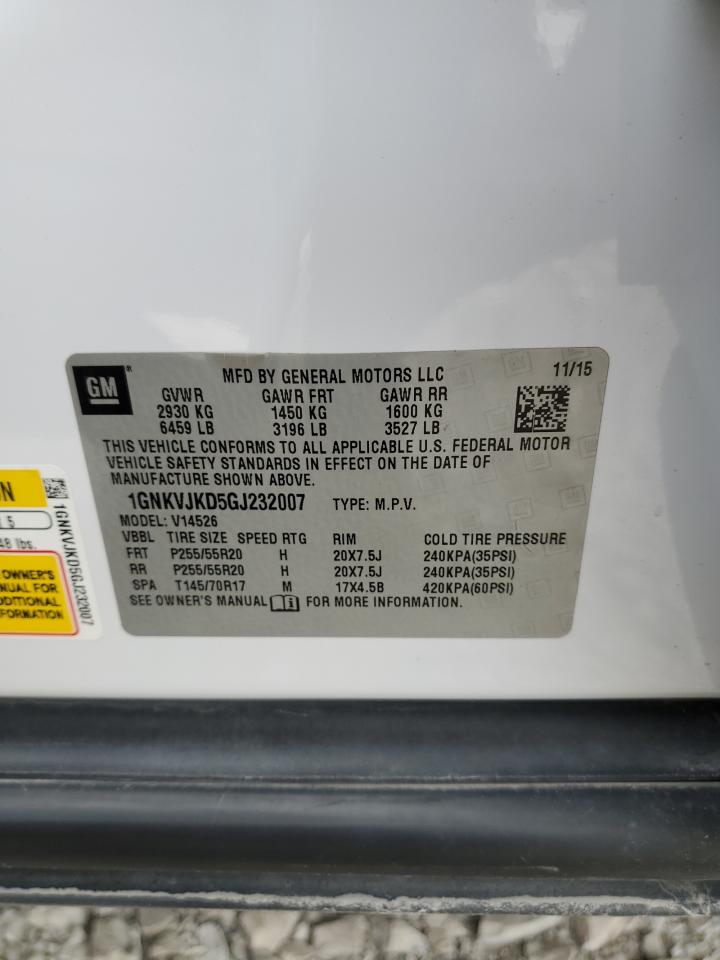 GM
MFD BY GENERAL MOTORS LLC 11/15
GVWR GAWR FRT GAWR RR
2930 KG 1450 KG 1600 KG
6459 LB 3196 LB 3527 LB
THIS VEHICLE CONFORMS TO ALL APPLICABLE U.S. FEDERAL MOTOR
VEHICLE SAFETY STANDARDS IN EFFECT ON THE DATE OF
MANUFACTURE SHOWN ABOVE.
1GNKVJKD5GJ232007 TYPE: M.P.V.
MODEL: V14526
VBBL TIRE SIZE SPEED RTG RIM COLD TIRE PRESSURE
FRT P255/55R20 H 20X7.5J 240KPA(35PSI)
RR P255/55R20 H 20X7.5J 240KPA(35PSI)
SPA T145/70R17 M 17X4.5B 420KPA(60PSI)
SEE OWNER'S MANUAL i FOR MORE INFORMATION.
ON
5
48 lbs.
OWNER'S
NUAL FOR
DDITIONAL
FORMATION
1GNKVJKD5GJ232007